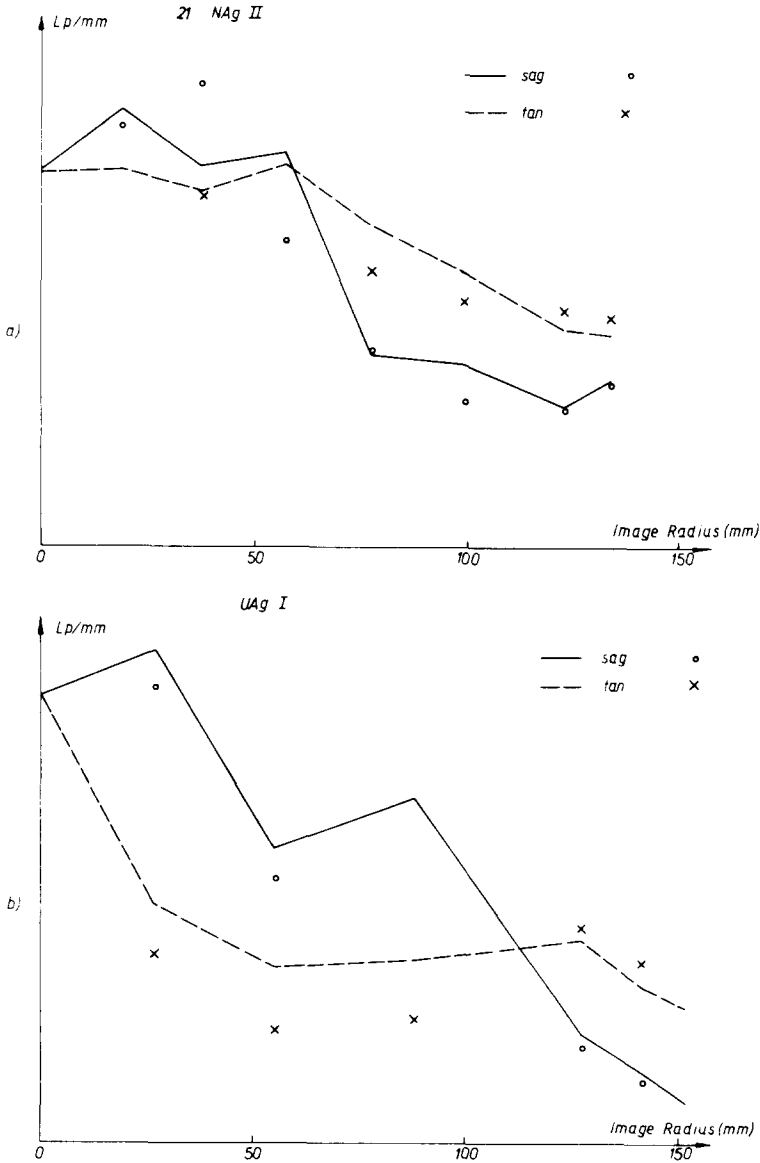 21 NAg II
Lp/mm
sag o
tan x
a)
Image Radius (mm)
0 50 100 150
UAg I
Lp/mm
sag o
tan x
b)
Image Radius (mm)
0 50 100 150